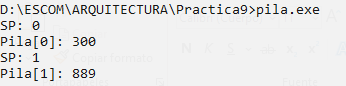 D:\ESCOM\ARQUITECTURA\Practica9>pila.exe
SP: 0
Pila[0]: 300
SP: 1
Pila[1]: 889